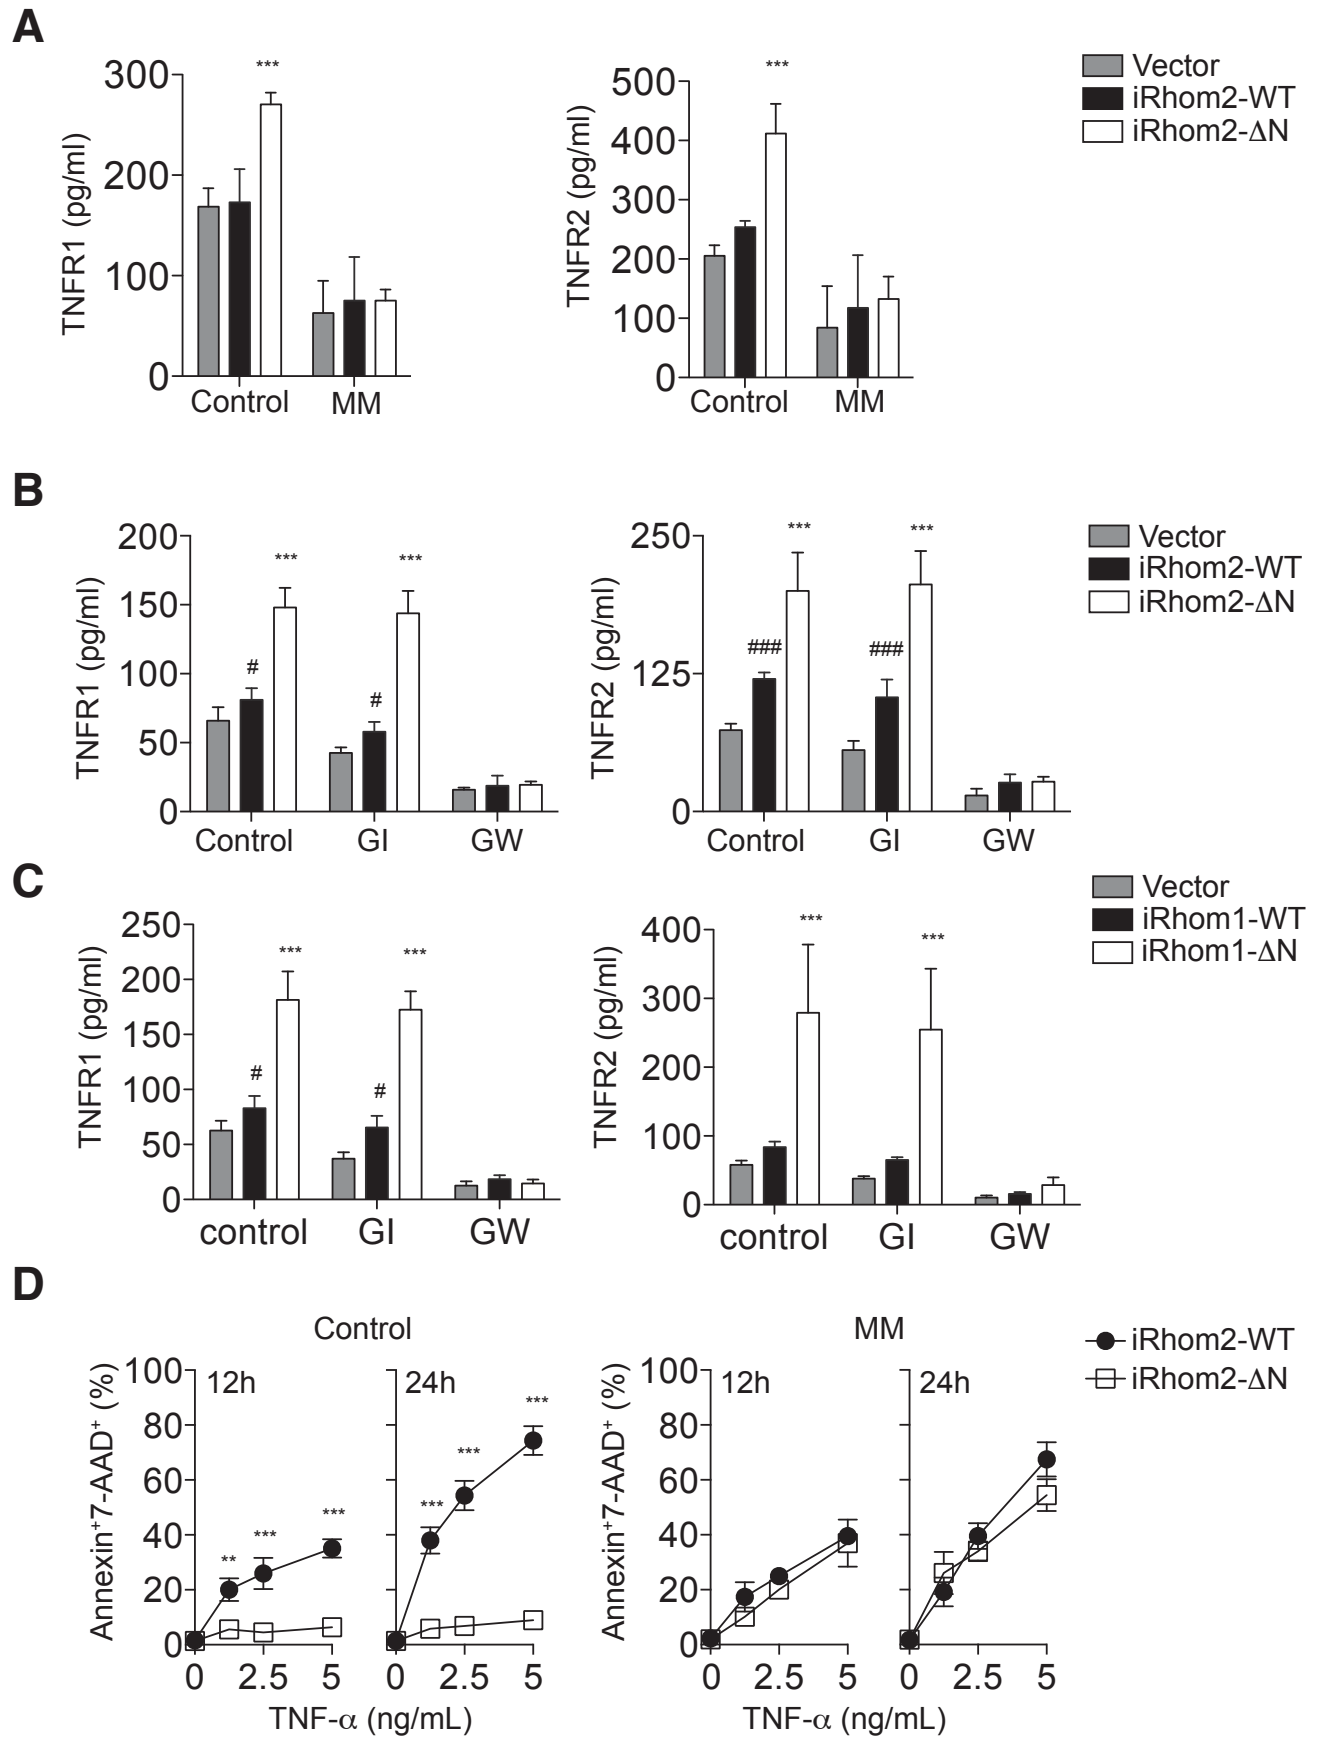 A
TNFR1 (pg/ml)
300
200
100
0
***
Control
MM
TNFR2 (pg/ml)
500
400
300
200
100
0
***
Control
MM
Vector
iRhom2-WT
iRhom2-ΔN
B
TNFR1 (pg/ml)
200
150
100
50
0
#
***
#
***
Control
GI
GW
TNFR2 (pg/ml)
250
125
0
###
***
###
***
Control
GI
GW
Vector
iRhom2-WT
iRhom2-ΔN
C
TNFR1 (pg/ml)
250
200
150
100
50
0
#
***
#
***
control
GI
GW
TNFR2 (pg/ml)
400
300
200
100
0
***
***
control
GI
GW
Vector
iRhom1-WT
iRhom1-ΔN
D
Control
Annexin⁺7-AAD⁺ (%)
100
80
60
40
20
0
12h
**
***
***
0 2.5 5
24h
***
***
***
0 2.5 5
TNF-α (ng/mL)
MM
Annexin⁺7-AAD⁺ (%)
100
80
60
40
20
0
12h
0 2.5 5
24h
0 2.5 5
TNF-α (ng/mL)
iRhom2-WT
iRhom2-ΔN